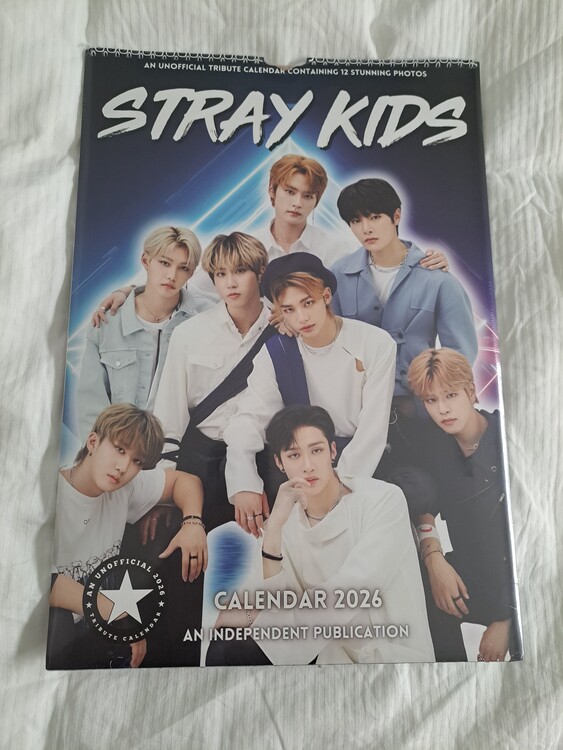 AN UNOFFICIAL TRIBUTE CALENDAR CONTAINING 12 STUNNING PHOTOS
STRAY KIDS
AN UNOFFICIAL 2026
TRIBUTE CALENDAR
CALENDAR 2026
AN INDEPENDENT PUBLICATION